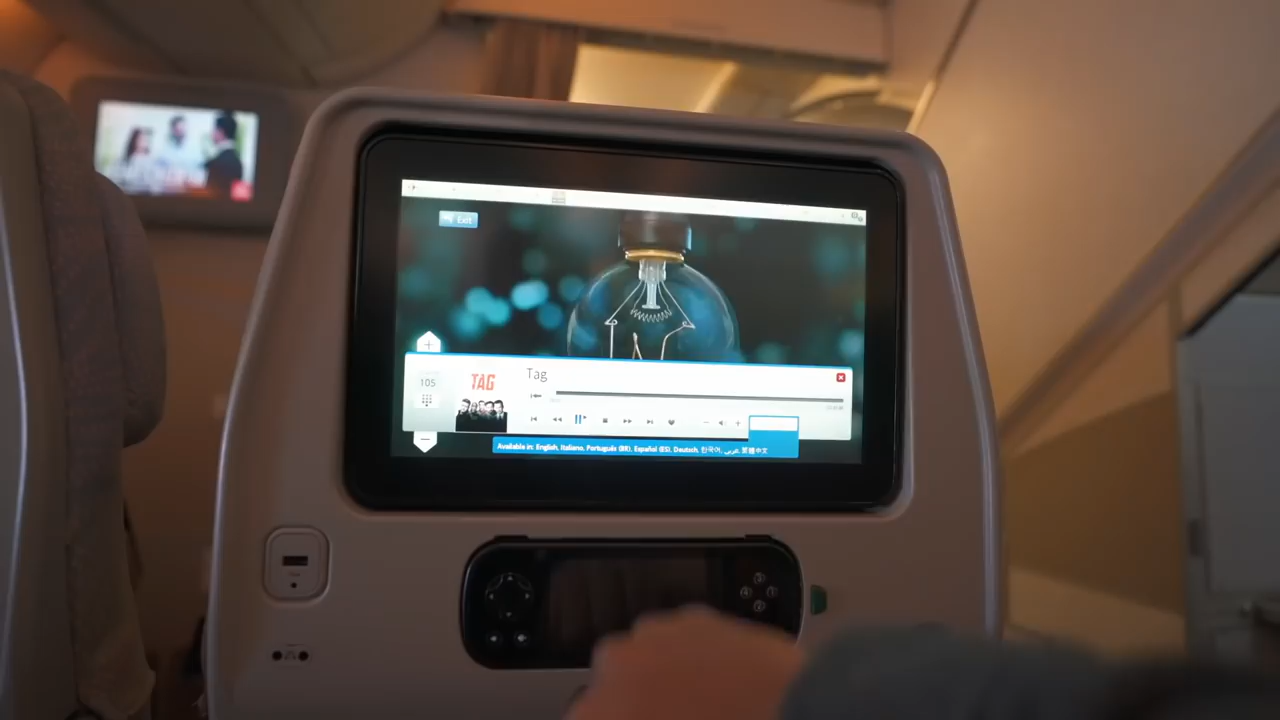 Exit
105
TAG
Tag
Available in: English, Italiano, Português (BR), Español (ES), Deutsch, 한국어, عربي, 繁體中文